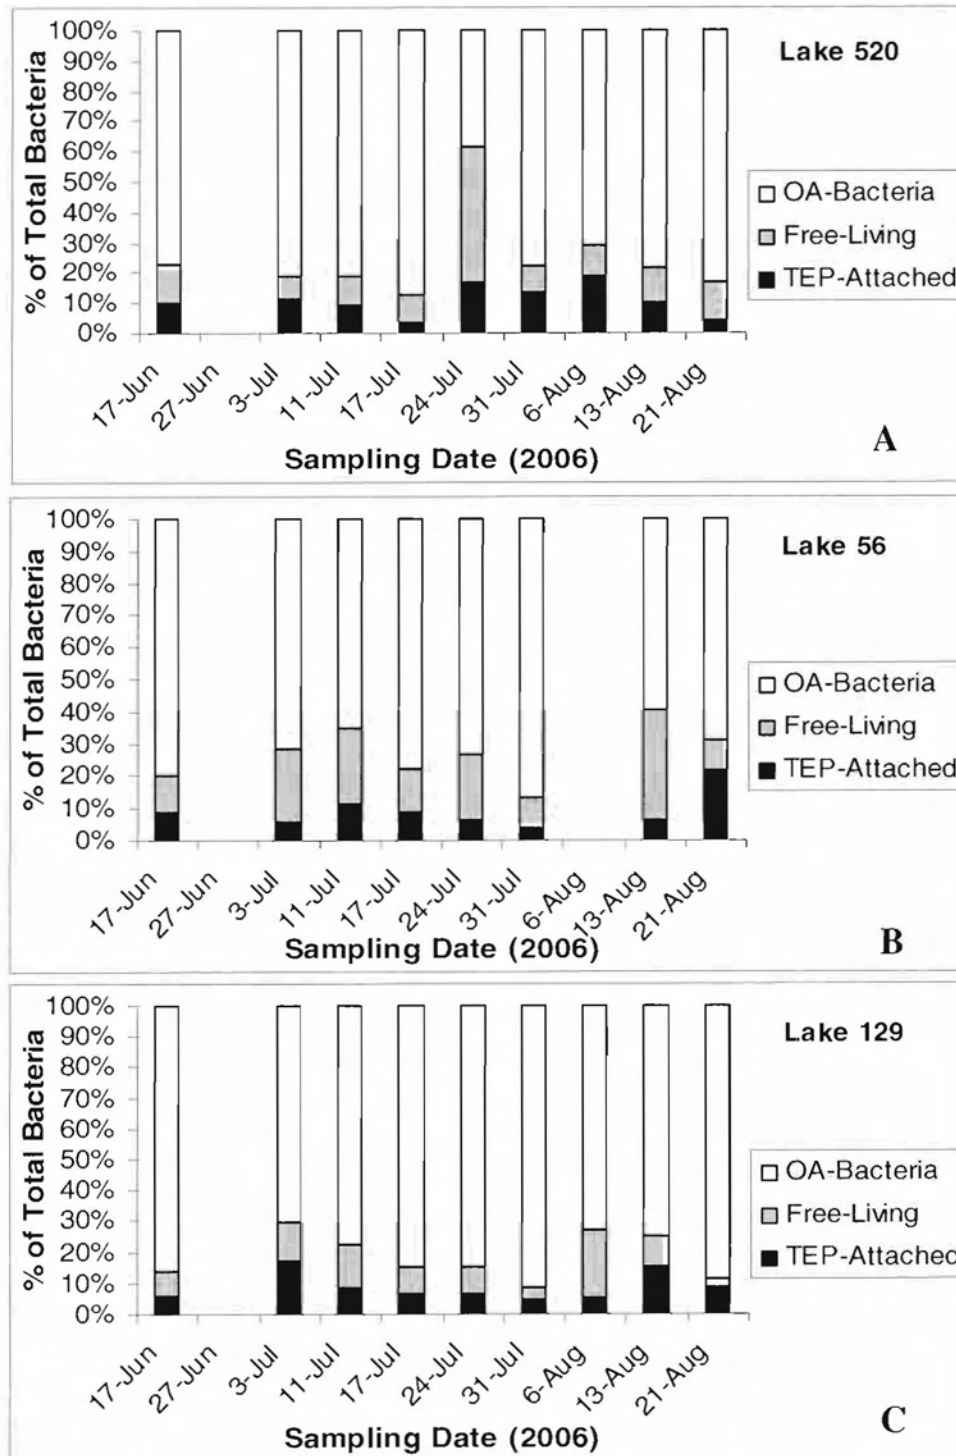 100%
90%
80%
70%
60%
50%
40%
30%
20%
10%
0%
% of Total Bacteria
Lake 520
OA-Bacteria
Free-Living
TEP-Attached
17-Jun
27-Jun
3-Jul
11-Jul
17-Jul
24-Jul
31-Jul
6-Aug
13-Aug
21-Aug
Sampling Date (2006)
A
100%
90%
80%
70%
60%
50%
40%
30%
20%
10%
0%
% of Total Bacteria
Lake 56
OA-Bacteria
Free-Living
TEP-Attached
17-Jun
27-Jun
3-Jul
11-Jul
17-Jul
24-Jul
31-Jul
6-Aug
13-Aug
21-Aug
Sampling Date (2006)
B
100%
90%
80%
70%
60%
50%
40%
30%
20%
10%
0%
% of Total Bacteria
Lake 129
OA-Bacteria
Free-Living
TEP-Attached
17-Jun
27-Jun
3-Jul
11-Jul
17-Jul
24-Jul
31-Jul
6-Aug
13-Aug
21-Aug
Sampling Date (2006)
C